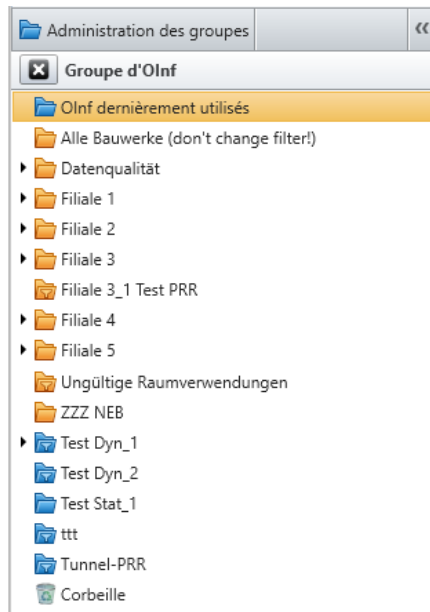 Administration des groupes
Groupe d'OInf
OInf dernièrement utilisés
Alle Bauwerke (don't change filter!)
Datenqualität
Filiale 1
Filiale 2
Filiale 3
Filiale 3_1 Test PRR
Filiale 4
Filiale 5
Ungültige Raumverwendungen
ZZZ NEB
Test Dyn_1
Test Dyn_2
Test Stat_1
ttt
Tunnel-PRR
Corbeille